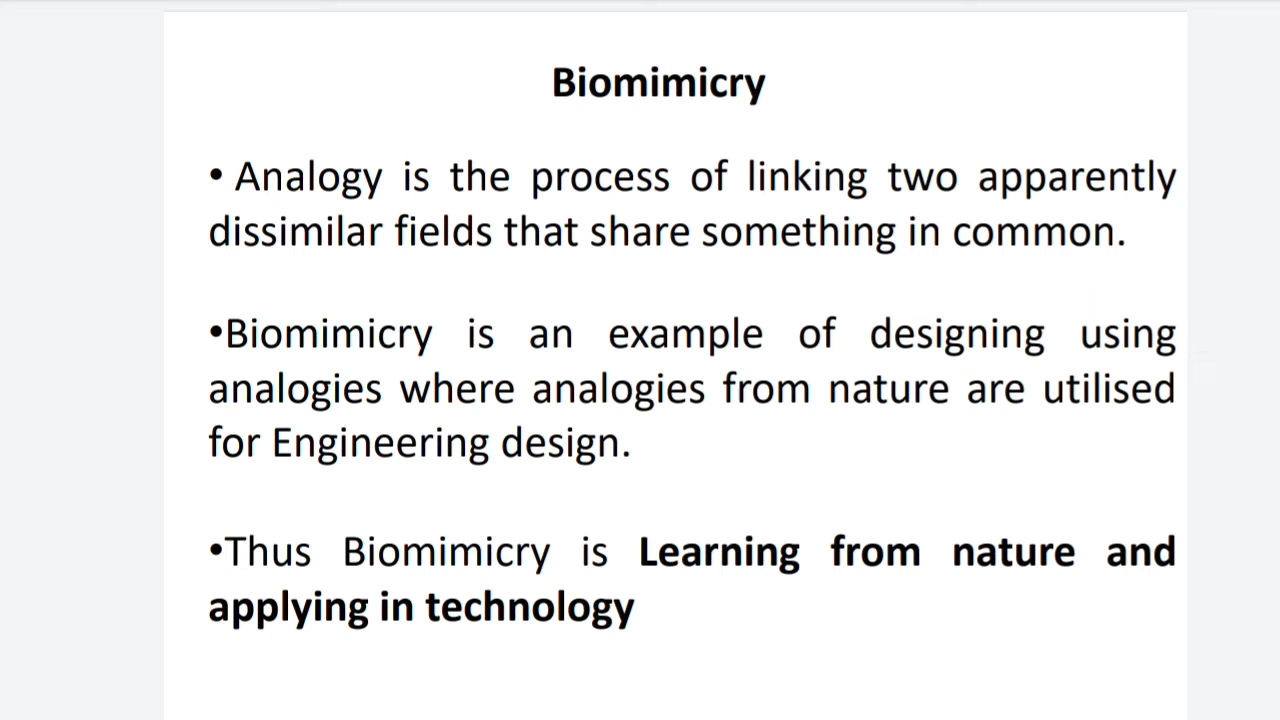 Biomimicry
• Analogy is the process of linking two apparently
dissimilar fields that share something in common.
•Biomimicry is an example of designing using
analogies where analogies from nature are utilised
for Engineering design.
•Thus Biomimicry is Learning from nature and
applying in technology